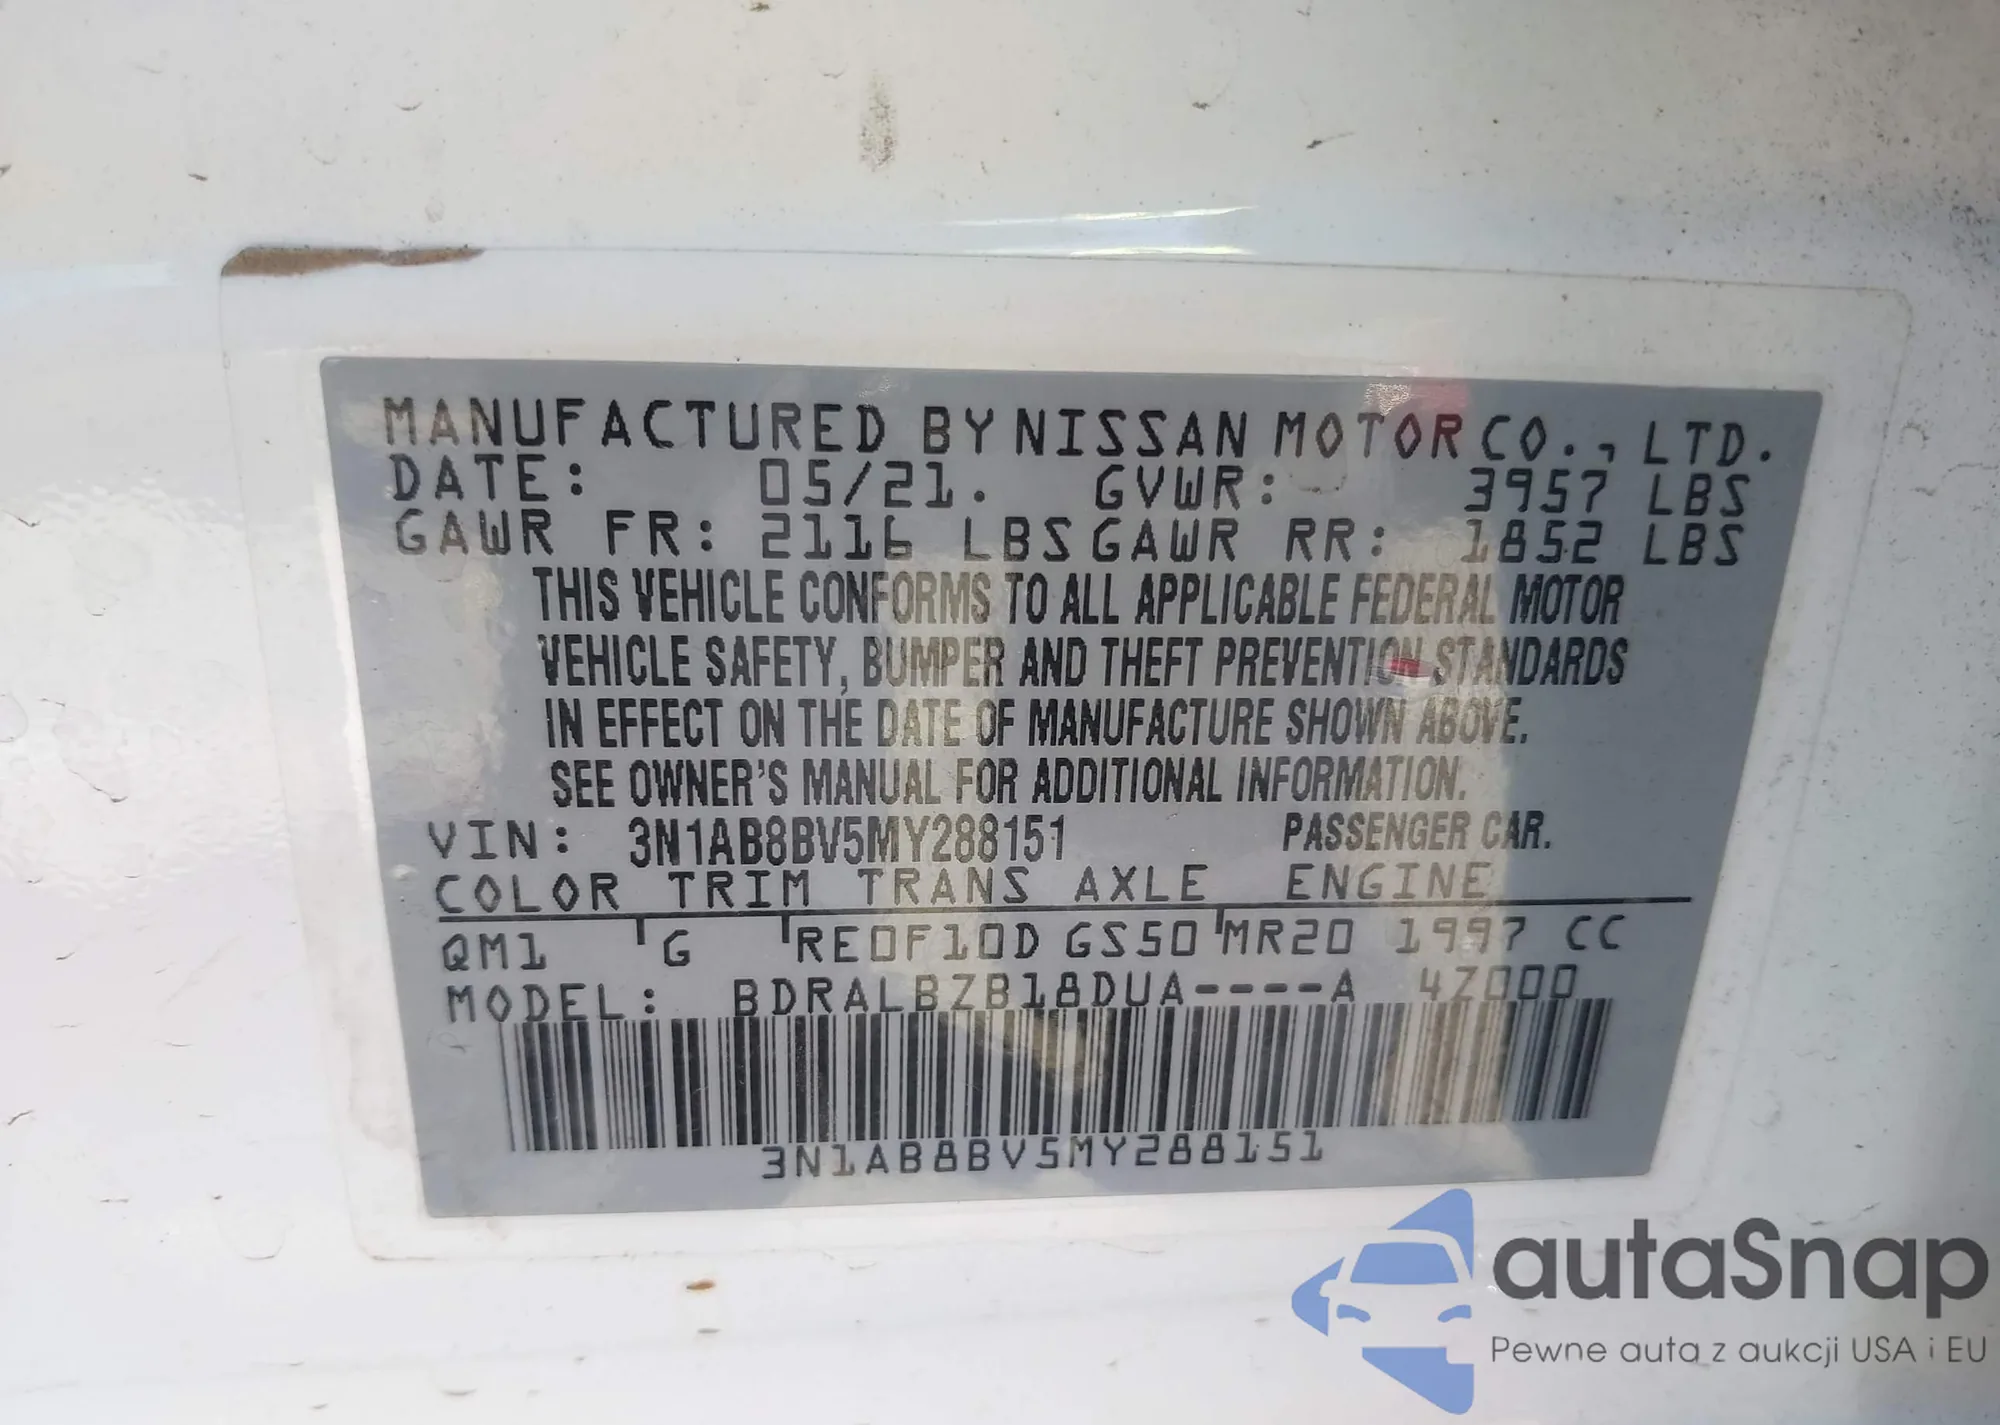 MANUFACTURED BY NISSAN MOTOR CO., LTD.
DATE: 05/21. GVWR: 3957 LBS
GAWR FR: 2116 LBS GAWR RR: 1852 LBS
THIS VEHICLE CONFORMS TO ALL APPLICABLE FEDERAL MOTOR
VEHICLE SAFETY, BUMPER AND THEFT PREVENTION STANDARDS
IN EFFECT ON THE DATE OF MANUFACTURE SHOWN ABOVE.
SEE OWNER'S MANUAL FOR ADDITIONAL INFORMATION.
VIN: 3N1AB8BV5MY288151 PASSENGER CAR.
COLOR TRIM TRANS AXLE ENGINE
QM1 G RE0F10D GS50 MR20 1997 CC
MODEL: BDRALBZB18DUA----A 4Z000
3N1AB8BV5MY288151
autaSnap
Pewne auta z aukcji USA i EU